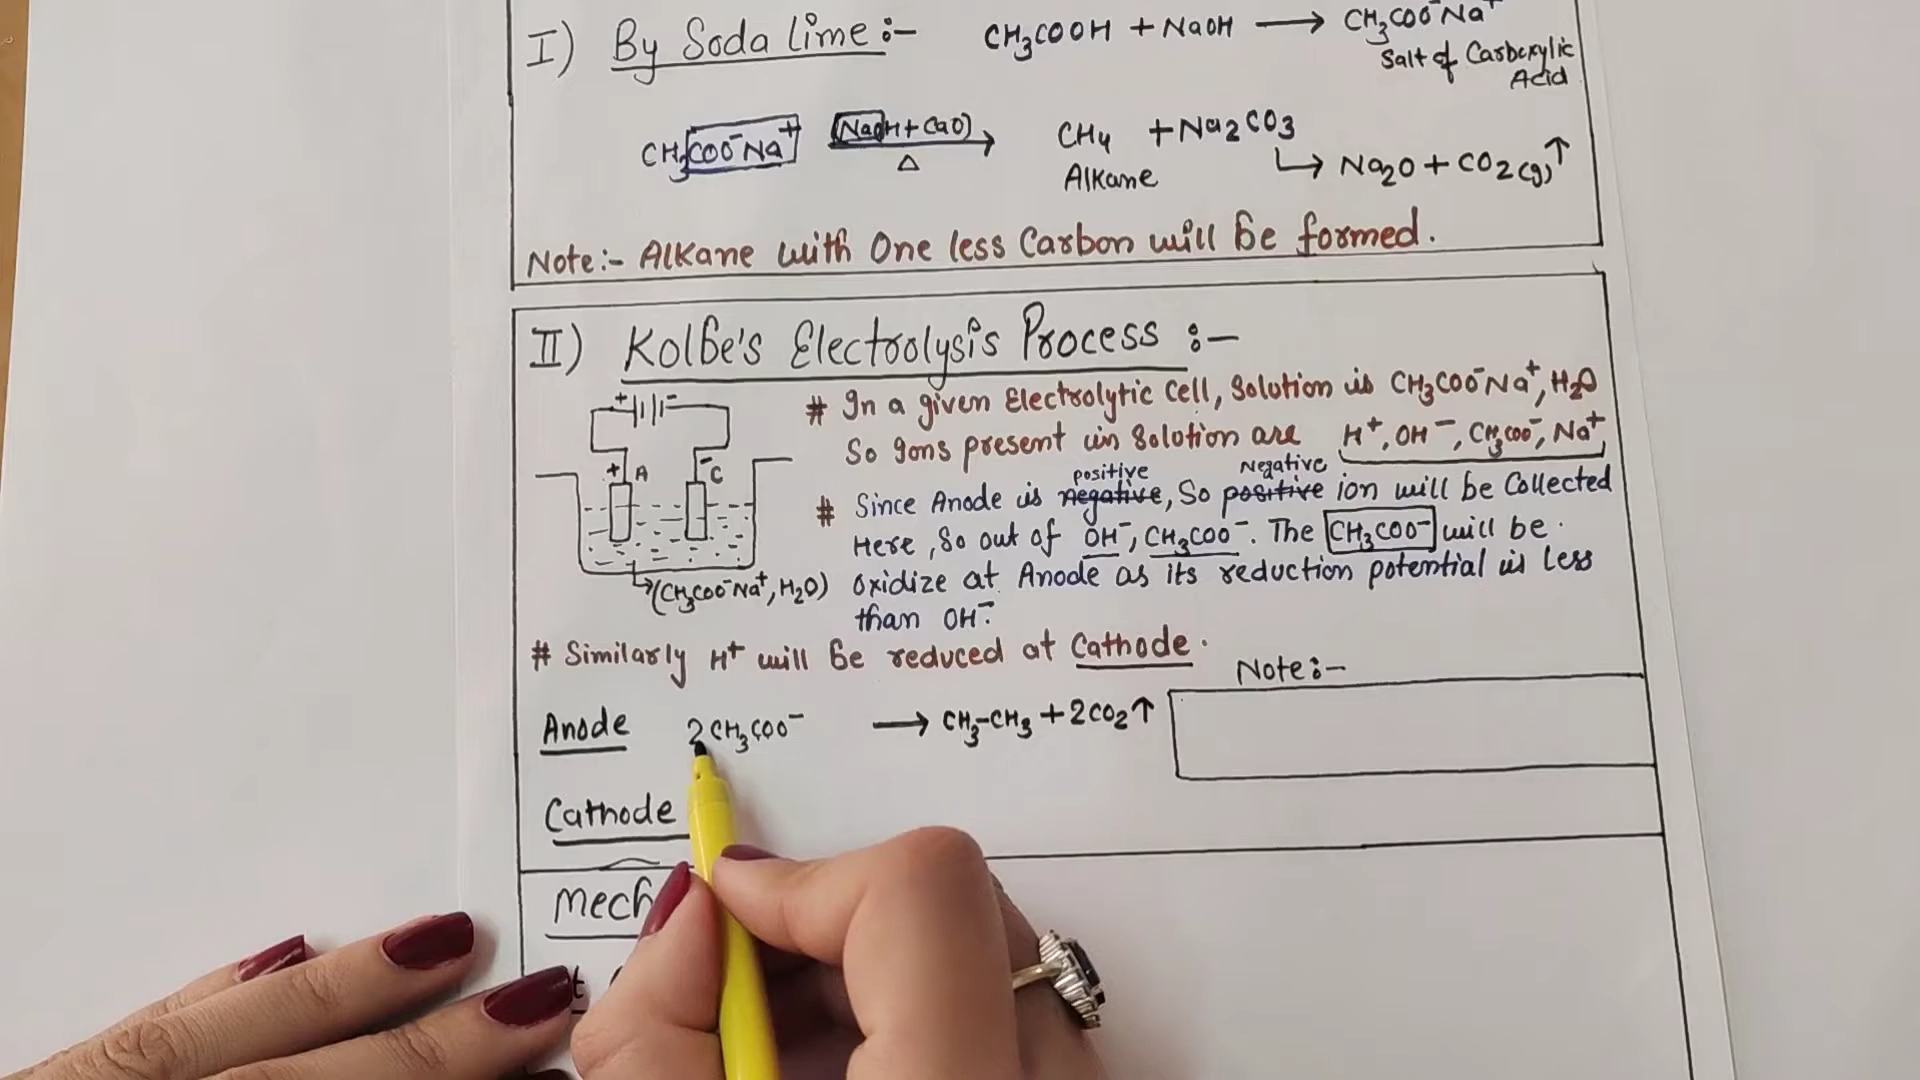 I) By Soda lime :- CH₃COOH + NaOH ⟶ CH₃COO⁻Na⁺
Salt of Carboxylic
Acid
CH₃COO⁻Na⁺ (NaOH + CaO) → CH₄ + Na₂CO₃
Δ
Alkane ↳ Na₂O + CO₂(g)↑
Note:- Alkane with One less Carbon will be formed.
II) Kolbe's Electrolysis Process :-
+ -
+ A - C
(CH₃COO⁻Na⁺, H₂O)
# In a given Electrolytic Cell, Solution is CH₃COO⁻Na⁺, H₂O
So Ions present in Solution are H⁺, OH⁻, CH₃COO⁻, Na⁺
positive Negative
# Since Anode is negative, So positive ion will be Collected
Here, So out of OH⁻, CH₃COO⁻. The CH₃COO⁻ will be
oxidize at Anode as its reduction potential is less
than OH⁻.
# Similarly H⁺ will be reduced at Cathode.
Note:-
Anode 2CH₃COO⁻ ⟶ CH₃-CH₃ + 2CO₂↑
Cathode
Mech